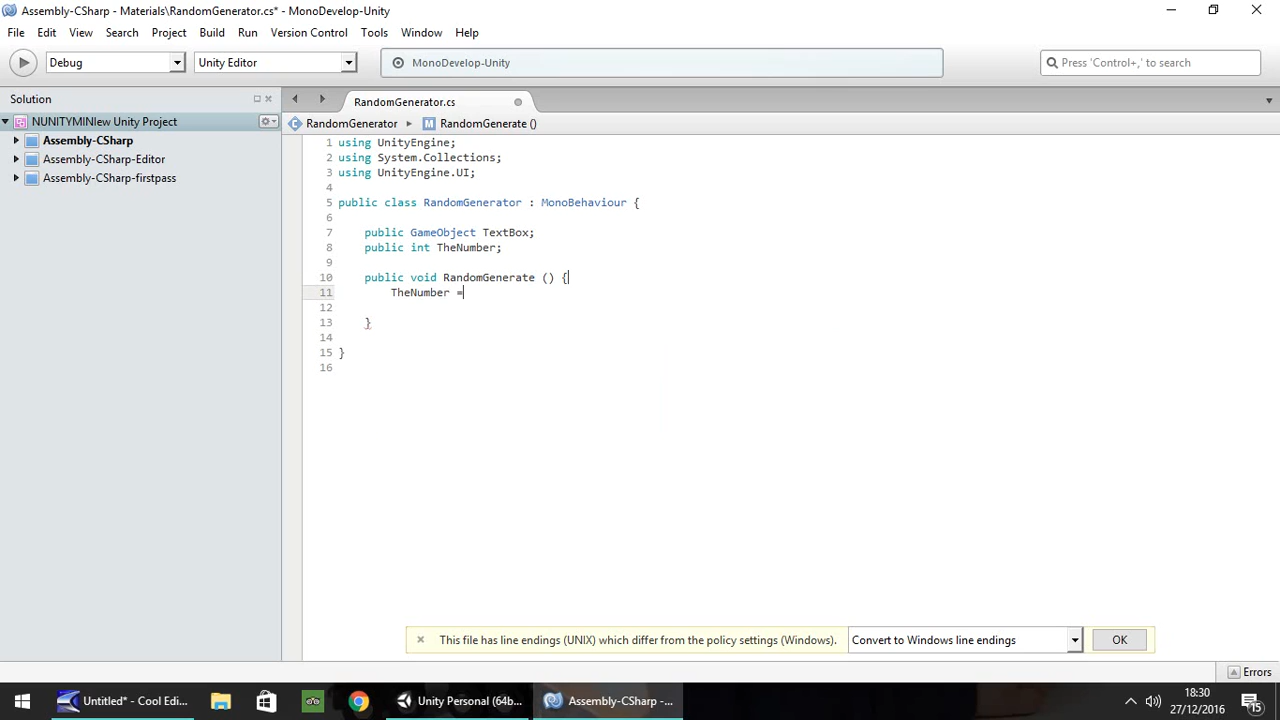 Assembly-CSharp - Materials\RandomGenerator.cs* - MonoDevelop-Unity
File Edit View Search Project Build Run Version Control Tools Window Help
Debug Unity Editor MonoDevelop-Unity Press 'Control+,' to search
Solution
NUNITYMINIew Unity Project
Assembly-CSharp
Assembly-CSharp-Editor
Assembly-CSharp-firstpass
RandomGenerator.cs
RandomGenerator RandomGenerate ()
1 using UnityEngine;
2 using System.Collections;
3 using UnityEngine.UI;
4
5 public class RandomGenerator : MonoBehaviour {
6
7 public GameObject TextBox;
8 public int TheNumber;
9
10 public void RandomGenerate () {
11 TheNumber =
12
13 }
14
15 }
16
This file has line endings (UNIX) which differ from the policy settings (Windows). Convert to Windows line endings OK
Errors
Untitled* - Cool Edi... Unity Personal (64b... Assembly-CSharp -... 18:30
27/12/2016 15